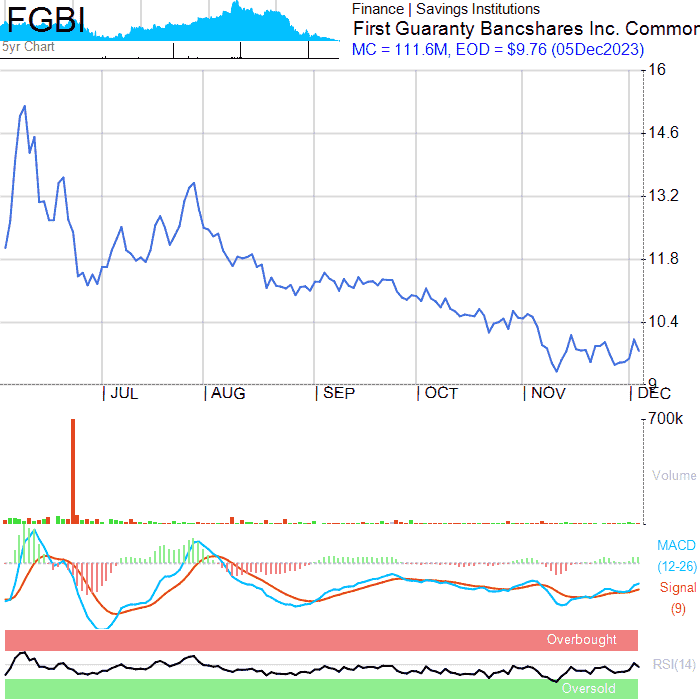 FGBI
5yr Chart
Finance | Savings Institutions
First Guaranty Bancshares Inc. Common
MC = 111.6M, EOD = $9.76 (05Dec2023)
16
14.6
13.2
11.8
10.4
9
JUL AUG SEP OCT NOV DEC
700k
Volume
MACD
(12-26)
Signal
(9)
Overbought
RSI(14)
Oversold